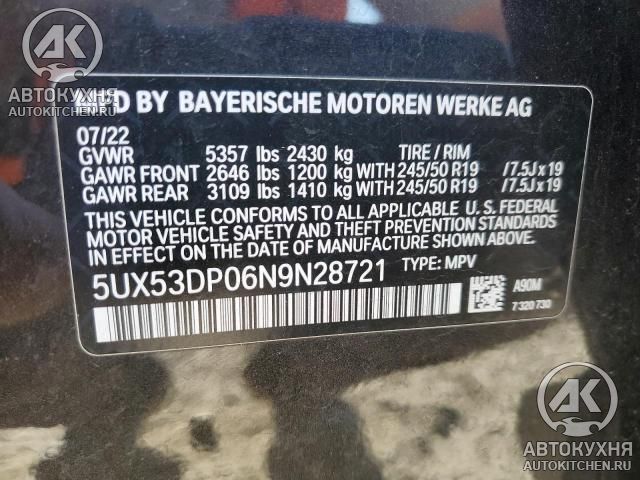 AK
АВТОКУХНЯ
AUTOKITCHEN.RU
MFD BY BAYERISCHE MOTOREN WERKE AG
07/22
GVWR 5357 lbs 2430 kg TIRE / RIM
GAWR FRONT 2646 lbs 1200 kg WITH 245/50 R19 /7.5J x 19
GAWR REAR 3109 lbs 1410 kg WITH 245/50 R19 /7.5J x 19
THIS VEHICLE CONFORMS TO ALL APPLICABLE U. S. FEDERAL
MOTOR VEHICLE SAFETY AND THEFT PREVENTION STANDARDS
IN EFFECT ON THE DATE OF MANUFACTURE SHOWN ABOVE.
5UX53DP06N9N28721 TYPE: MPV
A90M
7 320 730
AK
АВТОКУХНЯ
AUTOKITCHEN.RU